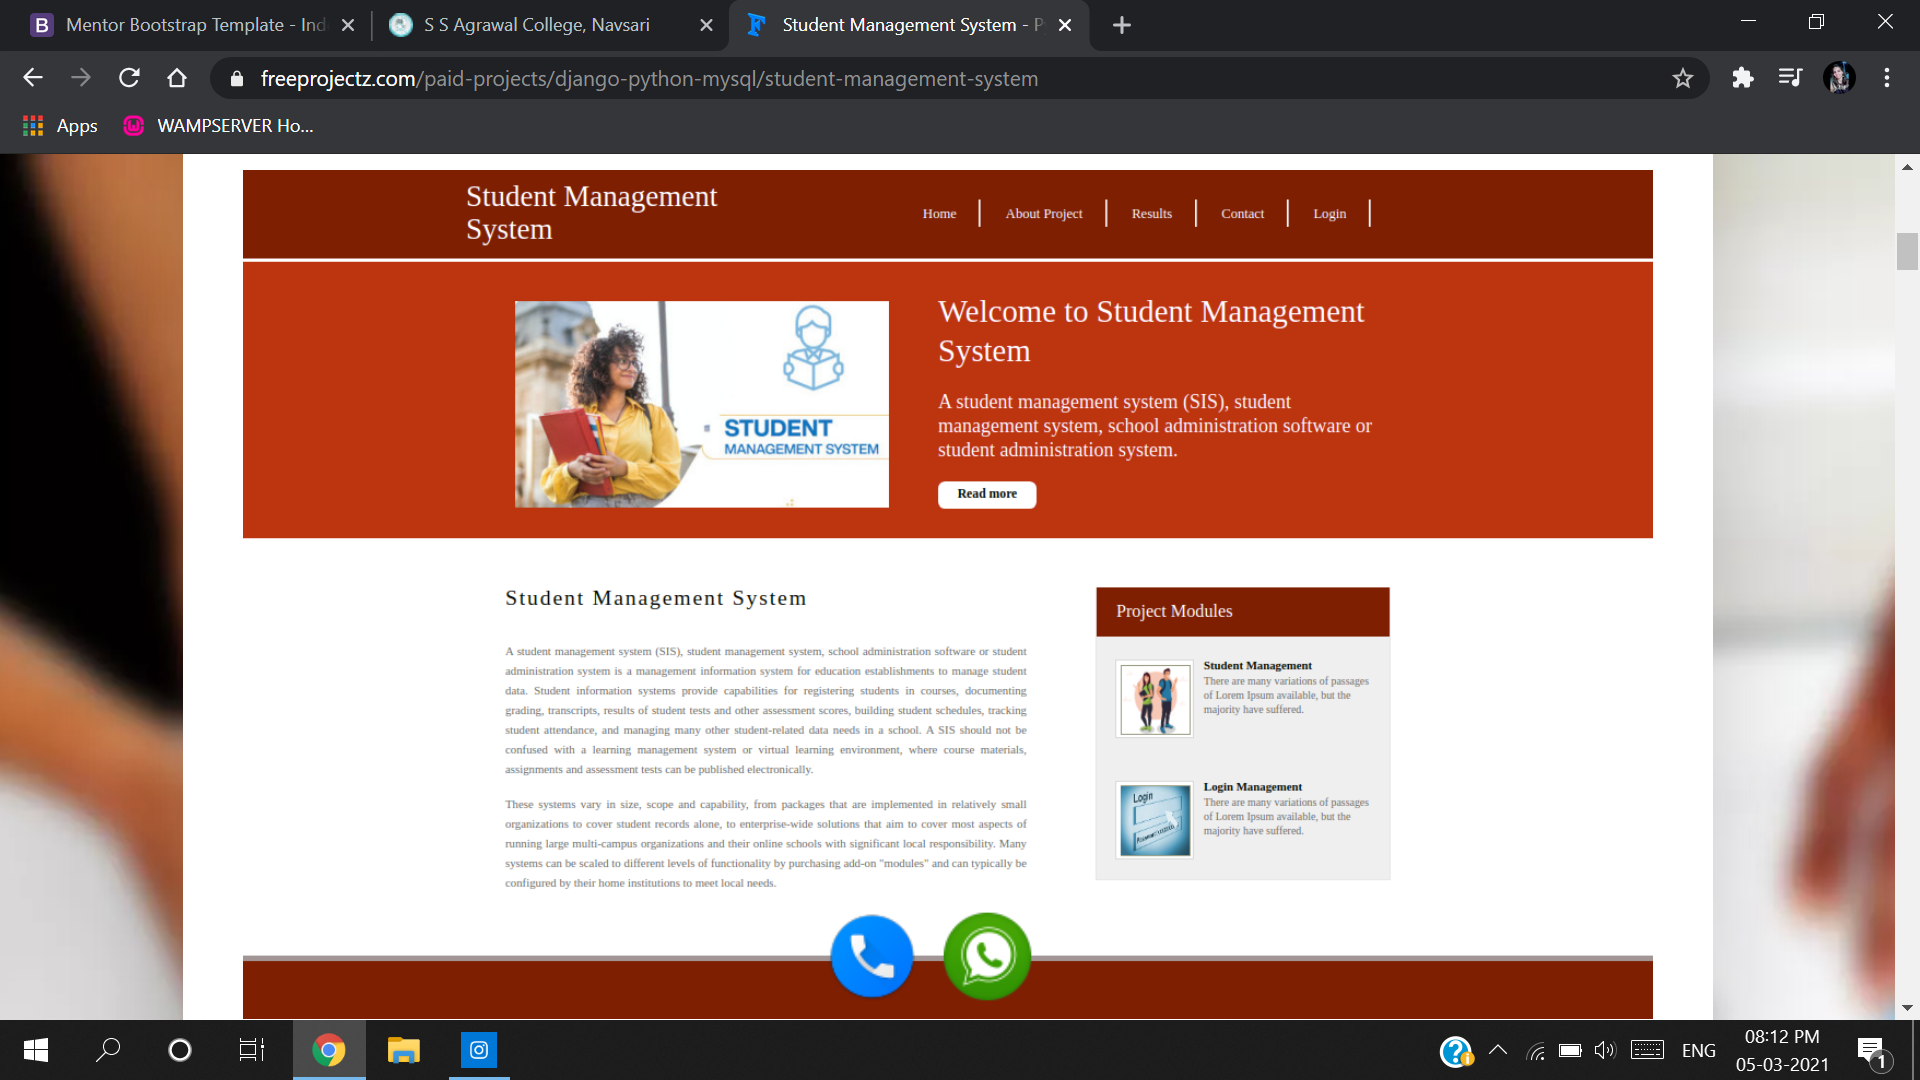 Mentor Bootstrap Template - Ind
S S Agrawal College, Navsari
Student Management System - P
freeprojectz.com/paid-projects/django-python-mysql/student-management-system
Apps
WAMPSERVER Ho...
Student Management
System
Home
About Project
Results
Contact
Login
STUDENT
MANAGEMENT SYSTEM
Welcome to Student Management
System
A student management system (SIS), student
management system, school administration software or
student administration system.
Read more
Student Management System
A student management system (SIS), student management system, school administration software or student
administration system is a management information system for education establishments to manage student
data. Student information systems provide capabilities for registering students in courses, documenting
grading, transcripts, results of student tests and other assessment scores, building student schedules, tracking
student attendance, and managing many other student-related data needs in a school. A SIS should not be
confused with a learning management system or virtual learning environment, where course materials,
assignments and assessment tests can be published electronically.
These systems vary in size, scope and capability, from packages that are implemented in relatively small
organizations to cover student records alone, to enterprise-wide solutions that aim to cover most aspects of
running large multi-campus organizations and their online schools with significant local responsibility. Many
systems can be scaled to different levels of functionality by purchasing add-on "modules" and can typically be
configured by their home institutions to meet local needs.
Project Modules
Student Management
There are many variations of passages
of Lorem Ipsum available, but the
majority have suffered.
Login
Login Management
There are many variations of passages
of Lorem Ipsum available, but the
majority have suffered.
ENG
08:12 PM
05-03-2021
1